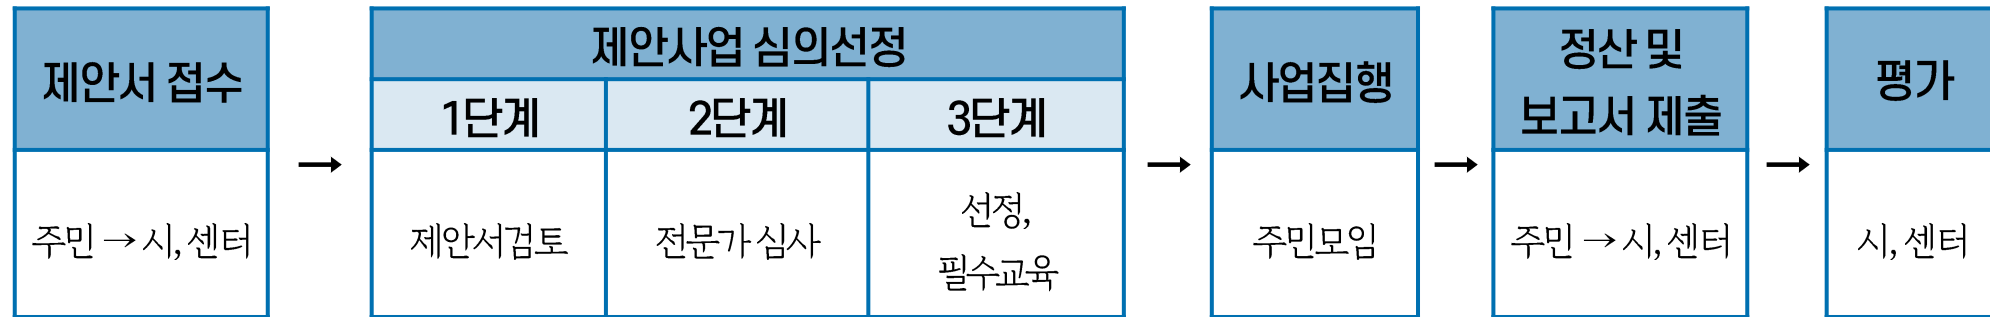 제안서 접수
주민 → 시, 센터
→
제안사업 심의선정
1단계
제안서검토
2단계
전문가 심사
3단계
선정,
필수교육
→
사업집행
주민모임
→
정산 및
보고서 제출
주민 → 시, 센터
→
평가
시, 센터